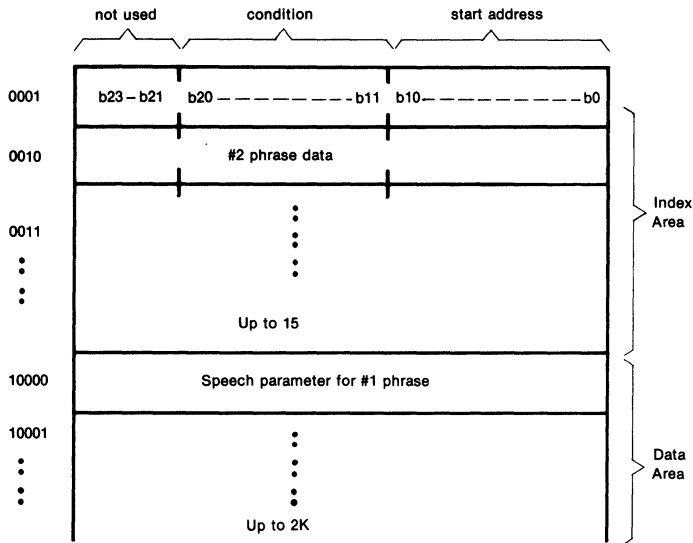 not used condition start address
0001 b23 – b21 b20 – – – – – – – – – – b11 b10 – – – – – – – – – – b0
0010 #2 phrase data
0011
Index
Area
Up to 15
10000 Speech parameter for #1 phrase
10001
Data
Area
Up to 2K